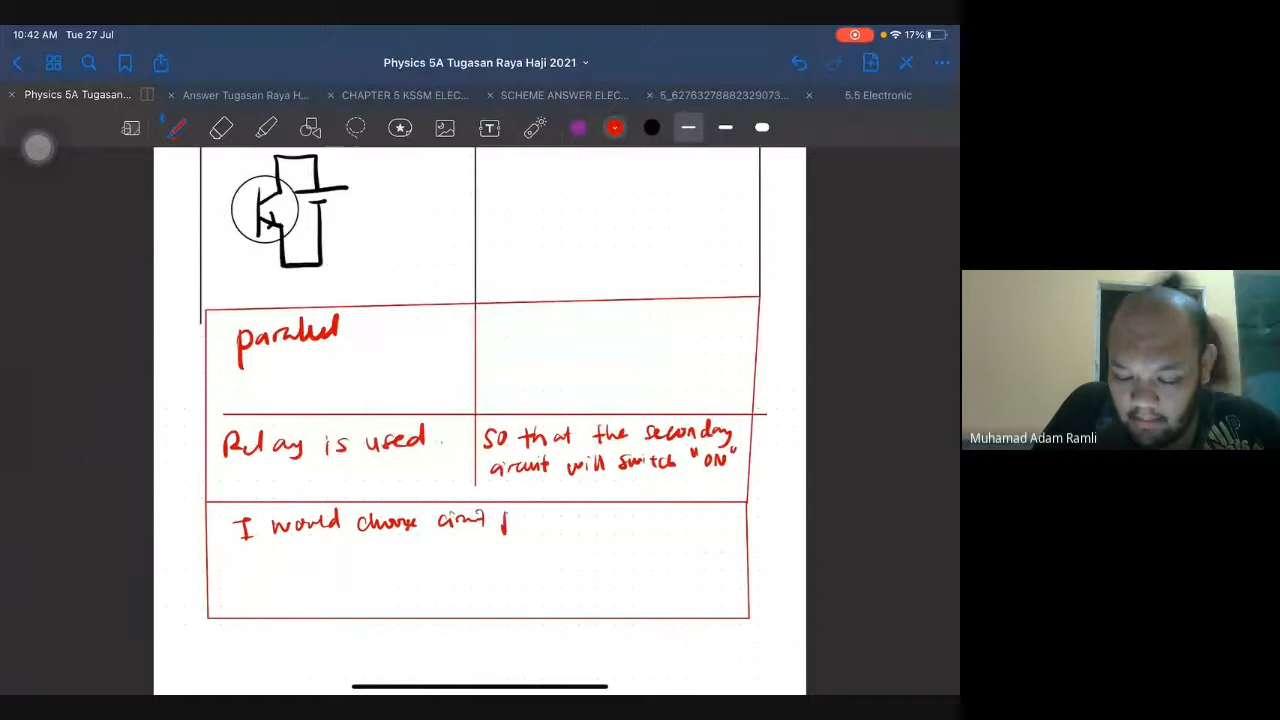 10:42 AM Tue 27 Jul
17%
Physics 5A Tugasan Raya Haji 2021
Physics 5A Tugasan...
Answer Tugasan Raya H...
CHAPTER 5 KSSM ELEC...
SCHEME ANSWER ELEC...
5_62763278882329073...
5.5 Electronic
T
parallel
Relay is used.
so that the secondary
circuit will switch "ON"
I would choose circuit
Muhamad Adam Ramli